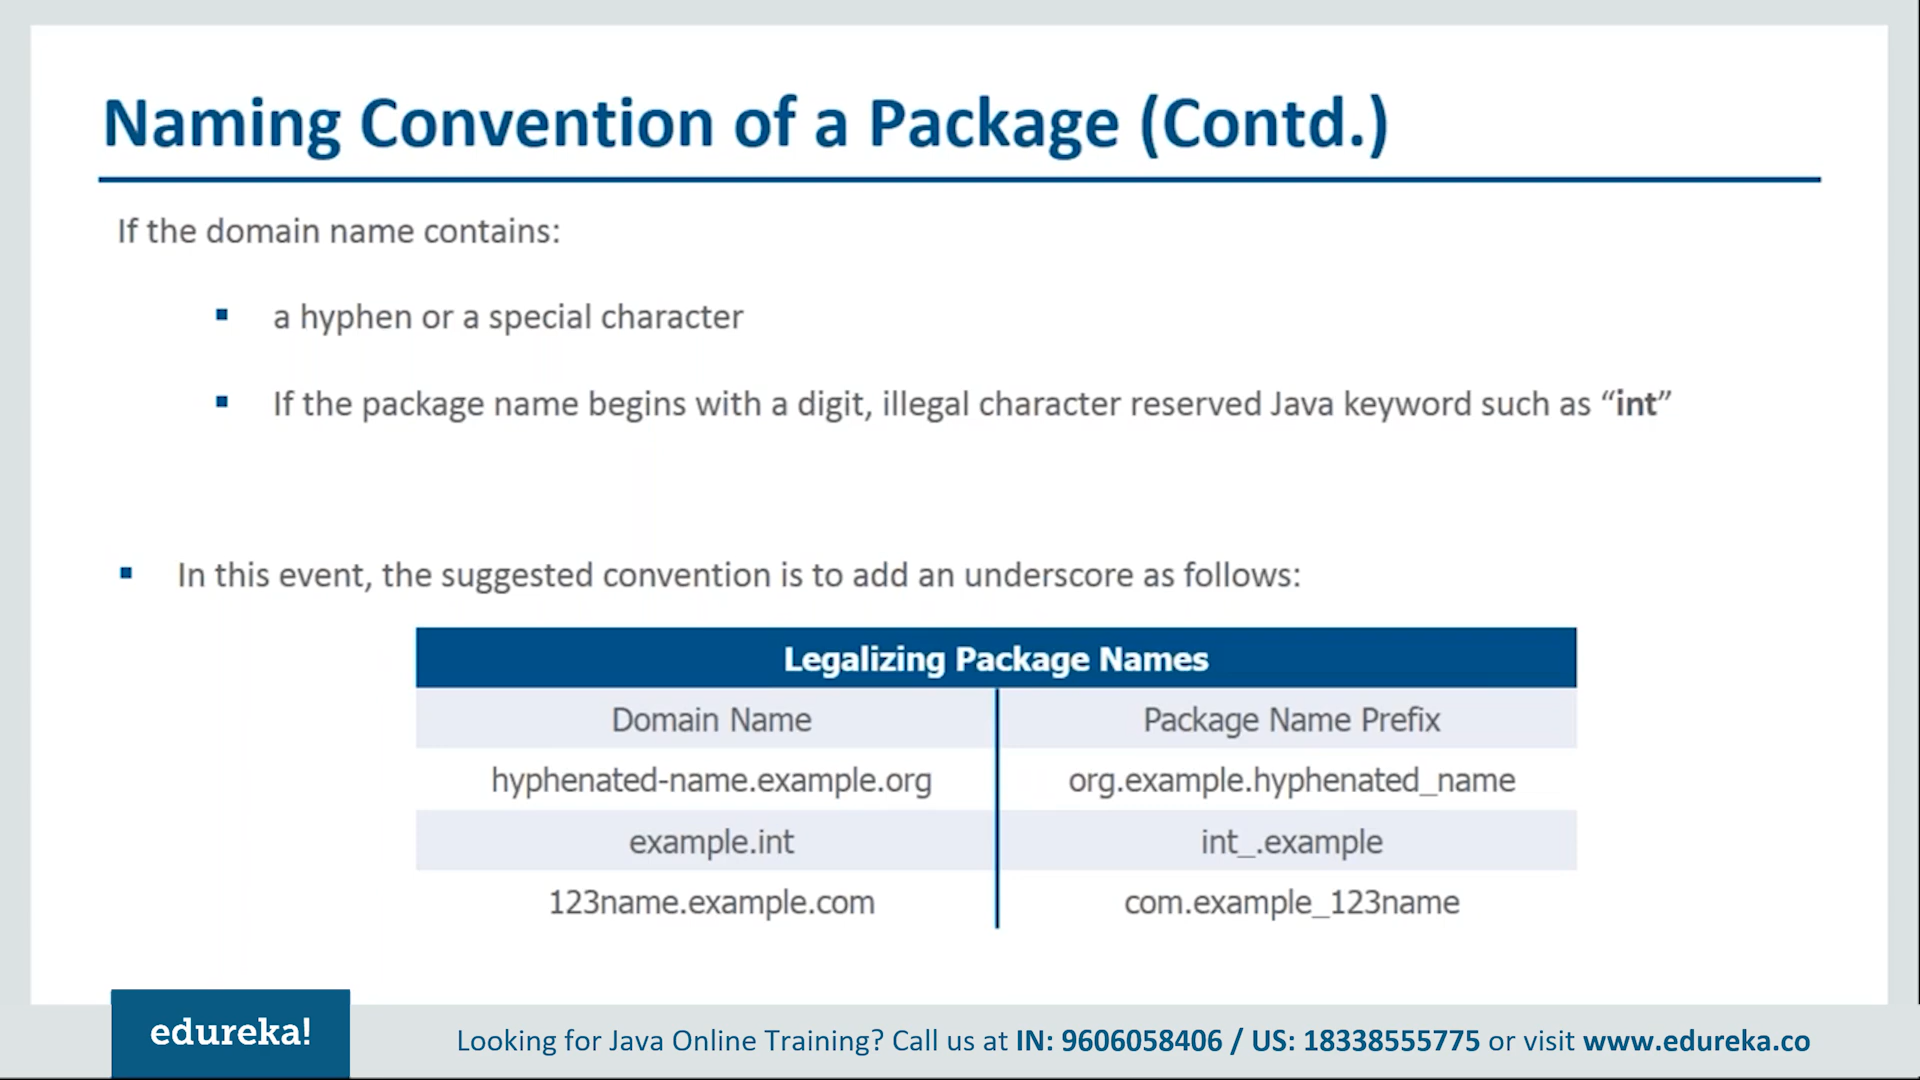 Naming Convention of a Package (Contd.)
If the domain name contains:
▪ a hyphen or a special character
▪ If the package name begins with a digit, illegal character reserved Java keyword such as “int”
▪ In this event, the suggested convention is to add an underscore as follows:
Legalizing Package Names
Domain Name Package Name Prefix
hyphenated-name.example.org org.example.hyphenated_name
example.int int_.example
123name.example.com com.example_123name
edureka! Looking for Java Online Training? Call us at IN: 9606058406 / US: 18338555775 or visit www.edureka.co